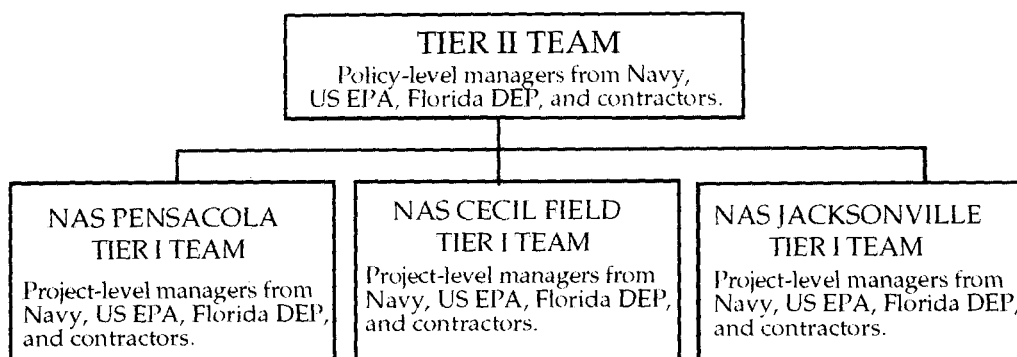 TIER II TEAM
Policy-level managers from Navy,
US EPA, Florida DEP, and contractors.
NAS PENSACOLA
TIER I TEAM
Project-level managers from
Navy, US EPA, Florida DEP,
and contractors.
NAS CECIL FIELD
TIER I TEAM
Project-level managers from
Navy, US EPA, Florida DEP,
and contractors.
NAS JACKSONVILLE
TIER I TEAM
Project-level managers from
Navy, US EPA, Florida DEP,
and contractors.